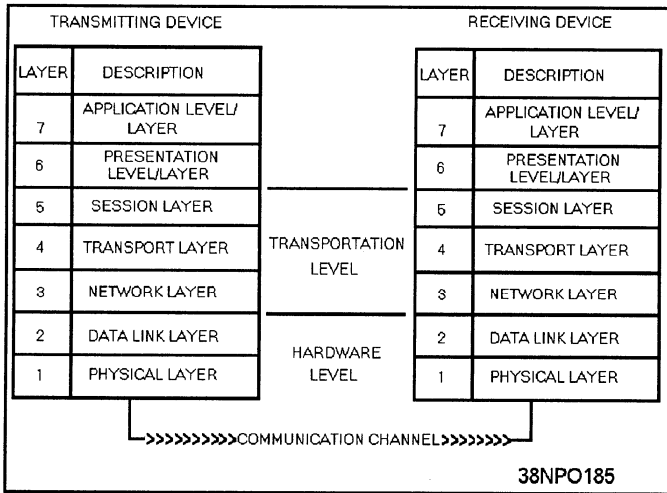 TRANSMITTING DEVICE
LAYER DESCRIPTION
7 APPLICATION LEVEL/
LAYER
6 PRESENTATION
LEVEL/LAYER
5 SESSION LAYER
4 TRANSPORT LAYER
3 NETWORK LAYER
2 DATA LINK LAYER
1 PHYSICAL LAYER
TRANSPORTATION
LEVEL
HARDWARE
LEVEL
RECEIVING DEVICE
LAYER DESCRIPTION
7 APPLICATION LEVEL/
LAYER
6 PRESENTATION
LEVEL/LAYER
5 SESSION LAYER
4 TRANSPORT LAYER
3 NETWORK LAYER
2 DATA LINK LAYER
1 PHYSICAL LAYER
>>>>>>>>>>COMMUNICATION CHANNEL>>>>>>>>
38NPO185